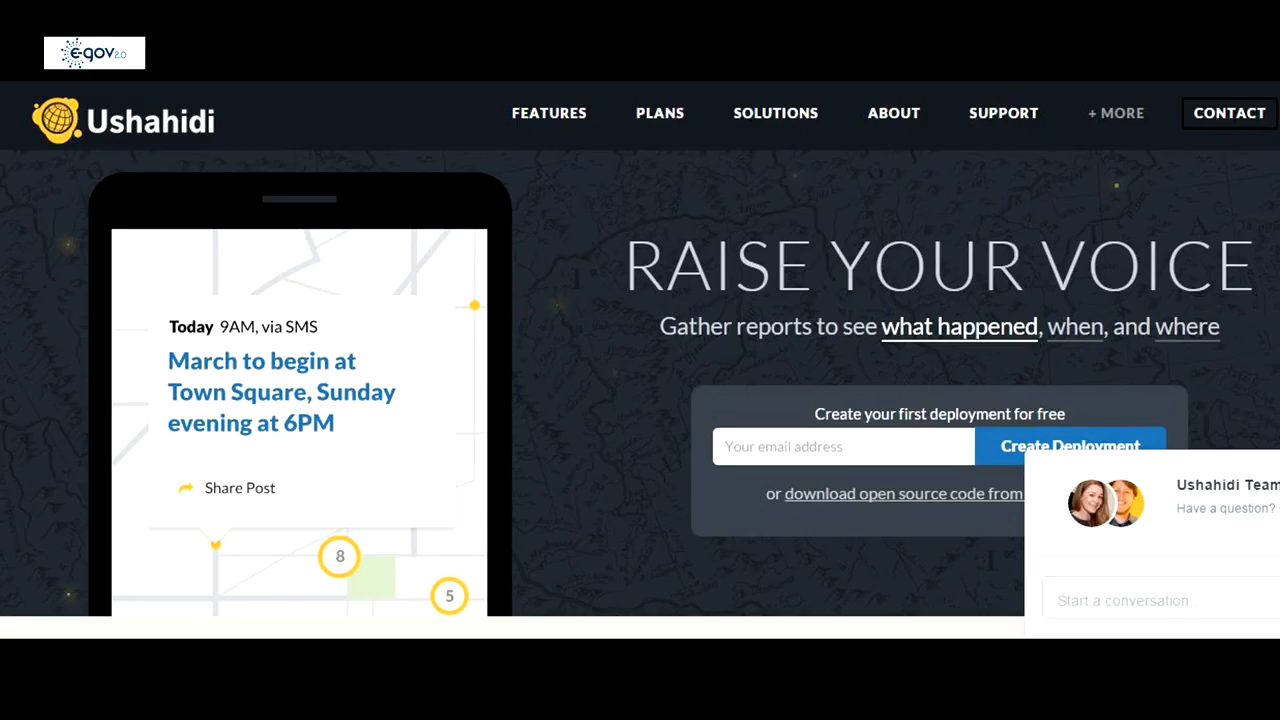 e-gov 2.0
Ushahidi
FEATURES
PLANS
SOLUTIONS
ABOUT
SUPPORT
+ MORE
CONTACT
RAISE YOUR VOICE
Gather reports to see what happened, when, and where
Today 9AM, via SMS
March to begin at
Town Square, Sunday
evening at 6PM
Share Post
8
5
Create your first deployment for free
Your email address
Create Deployment
or download open source code from
Ushahidi Team
Have a question?
Start a conversation..